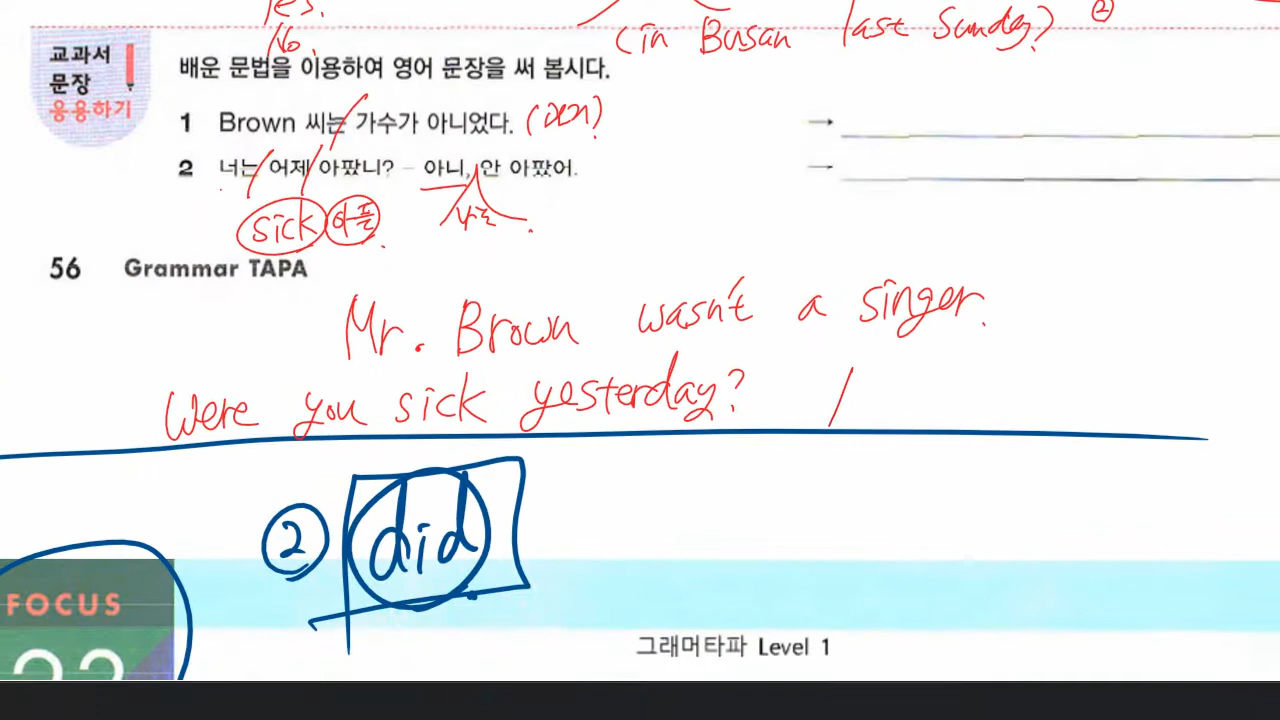 Yes.
No.
(in Busan last Sunday? ②
교과서
문장
응용하기
배운 문법을 이용하여 영어 문장을 써 봅시다.
1 Brown 씨는 가수가 아니었다. (과거)
→
2 너는 어제 아팠니? – 아니, 안 아팠어.
→
sick 아픈
나는
56 Grammar TAPA
Mr. Brown wasn't a singer.
Were you sick yesterday? /
② did
FOCUS
그래머타파 Level 1